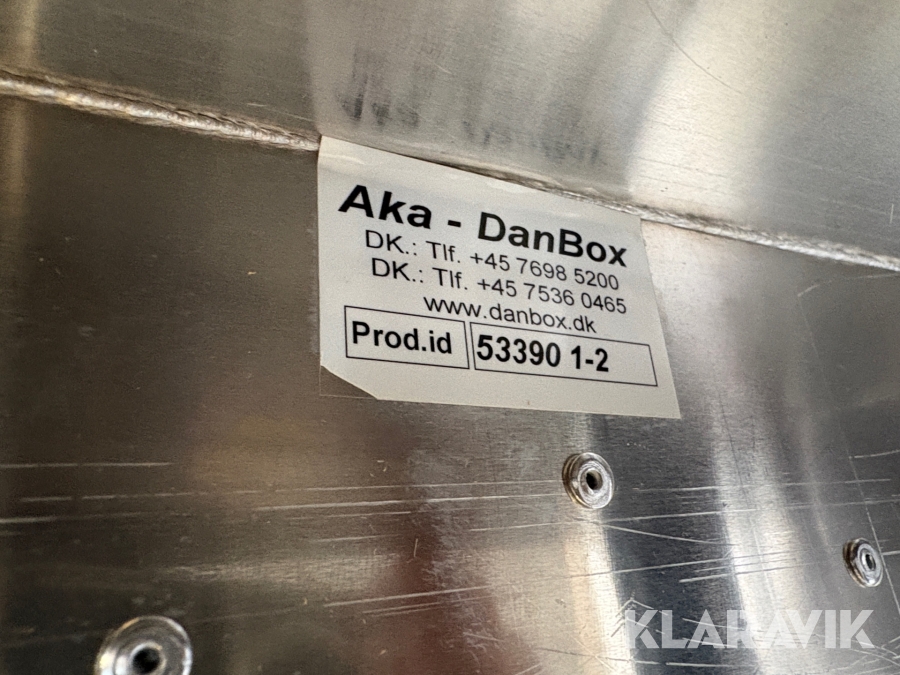 Aka - DanBox
DK.: Tlf. +45 7698 5200
DK.: Tlf. +45 7536 0465
www.danbox.dk
Prod.id 53390 1-2
KLARAVIK